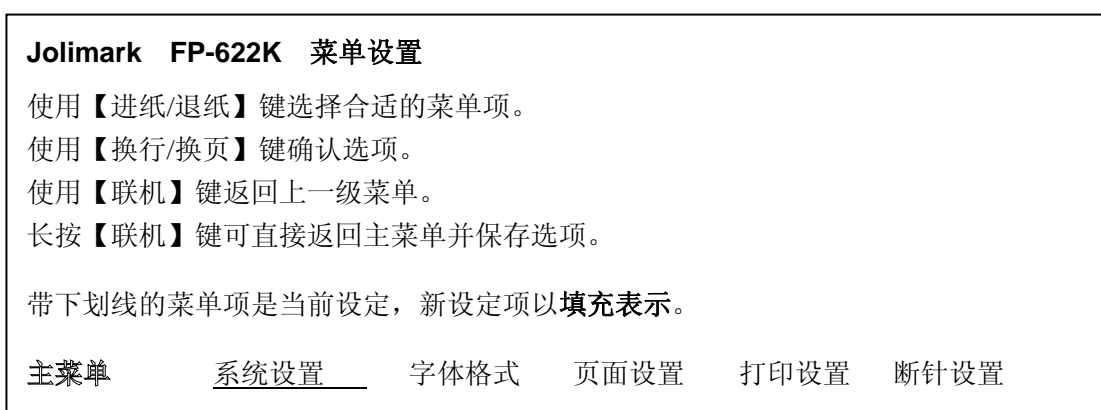 Jolimark FP-622K 菜单设置
使用【进纸/退纸】键选择合适的菜单项。
使用【换行/换页】键确认选项。
使用【联机】键返回上一级菜单。
长按【联机】键可直接返回主菜单并保存选项。
带下划线的菜单项是当前设定，新设定项以填充表示。
主菜单 系统设置 字体格式 页面设置 打印设置 断针设置